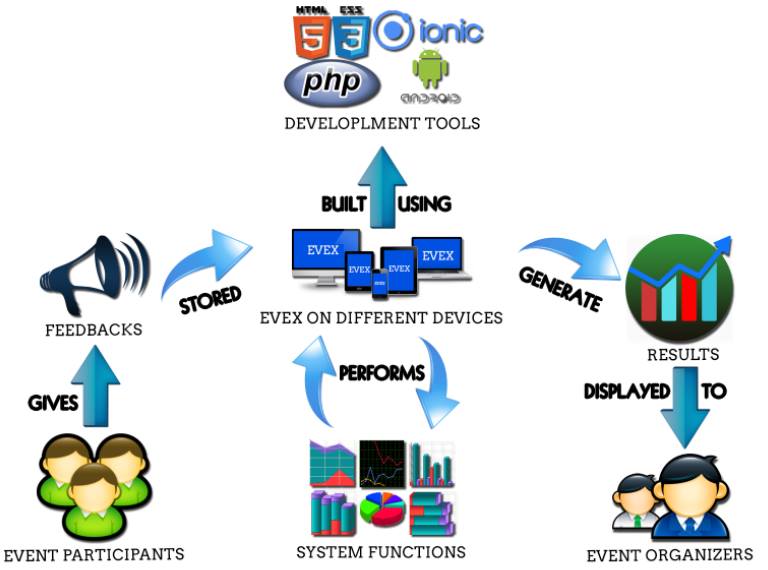 HTML CSS
5 3
ionic
php
ANDROID
DEVELOPLMENT TOOLS
BUILT USING
EVEX
EVEX
EVEX
EVEX
EVEX
STORED
GENERATE
FEEDBACKS
EVEX ON DIFFERENT DEVICES
RESULTS
PERFORMS
GIVES
DISPLAYED TO
EVENT PARTICIPANTS
SYSTEM FUNCTIONS
EVENT ORGANIZERS